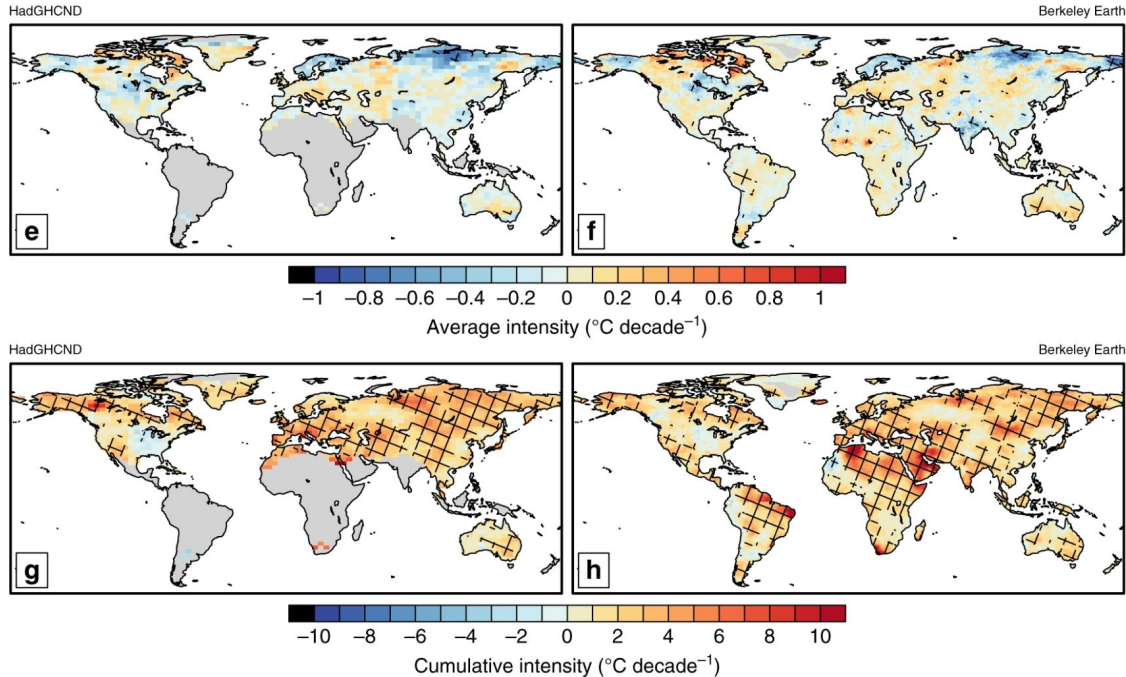 HadGHCND
Berkeley Earth
e
f
−1 −0.8 −0.6 −0.4 −0.2 0 0.2 0.4 0.6 0.8 1
Average intensity (°C decade⁻¹)
HadGHCND
Berkeley Earth
g
h
−10 −8 −6 −4 −2 0 2 4 6 8 10
Cumulative intensity (°C decade⁻¹)